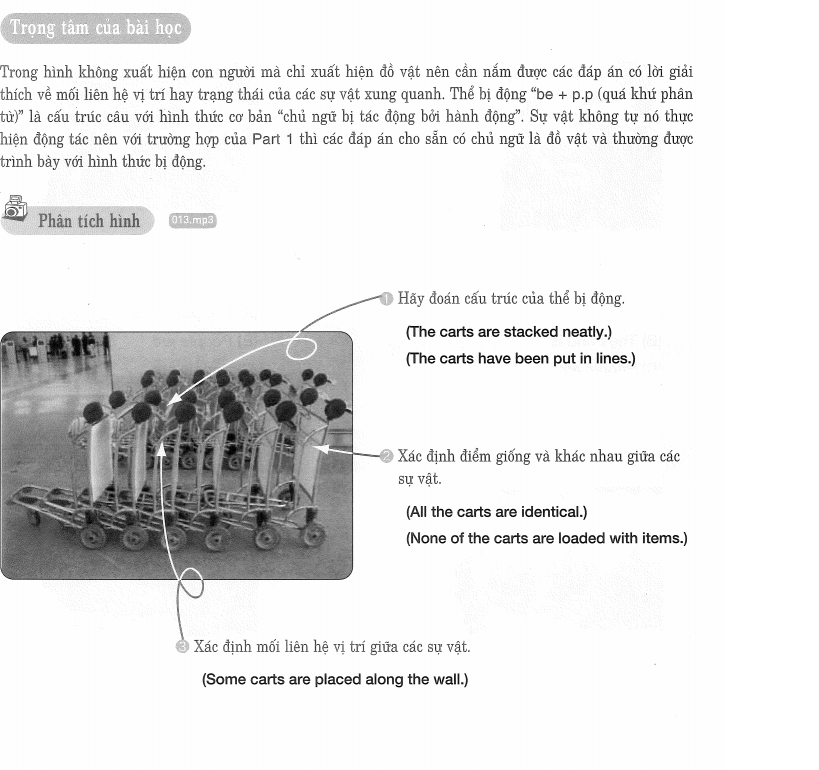 Trọng tâm của bài học
Trong hình không xuất hiện con người mà chỉ xuất hiện đồ vật nên cần nắm được các đáp án có lời giải
thích về mối liên hệ vị trí hay trạng thái của các sự vật xung quanh. Thể bị động “be + p.p (quá khứ phân
từ)” là cấu trúc câu với hình thức cơ bản “chủ ngữ bị tác động bởi hành động”. Sự vật không tự nó thực
hiện động tác nên với trường hợp của Part 1 thì các đáp án cho sẵn có chủ ngữ là đồ vật và thường được
trình bày với hình thức bị động.
Phân tích hình
013.mp3
1 Hãy đoán cấu trúc của thể bị động.
(The carts are stacked neatly.)
(The carts have been put in lines.)
2 Xác định điểm giống và khác nhau giữa các
sự vật.
(All the carts are identical.)
(None of the carts are loaded with items.)
3 Xác định mối liên hệ vị trí giữa các sự vật.
(Some carts are placed along the wall.)